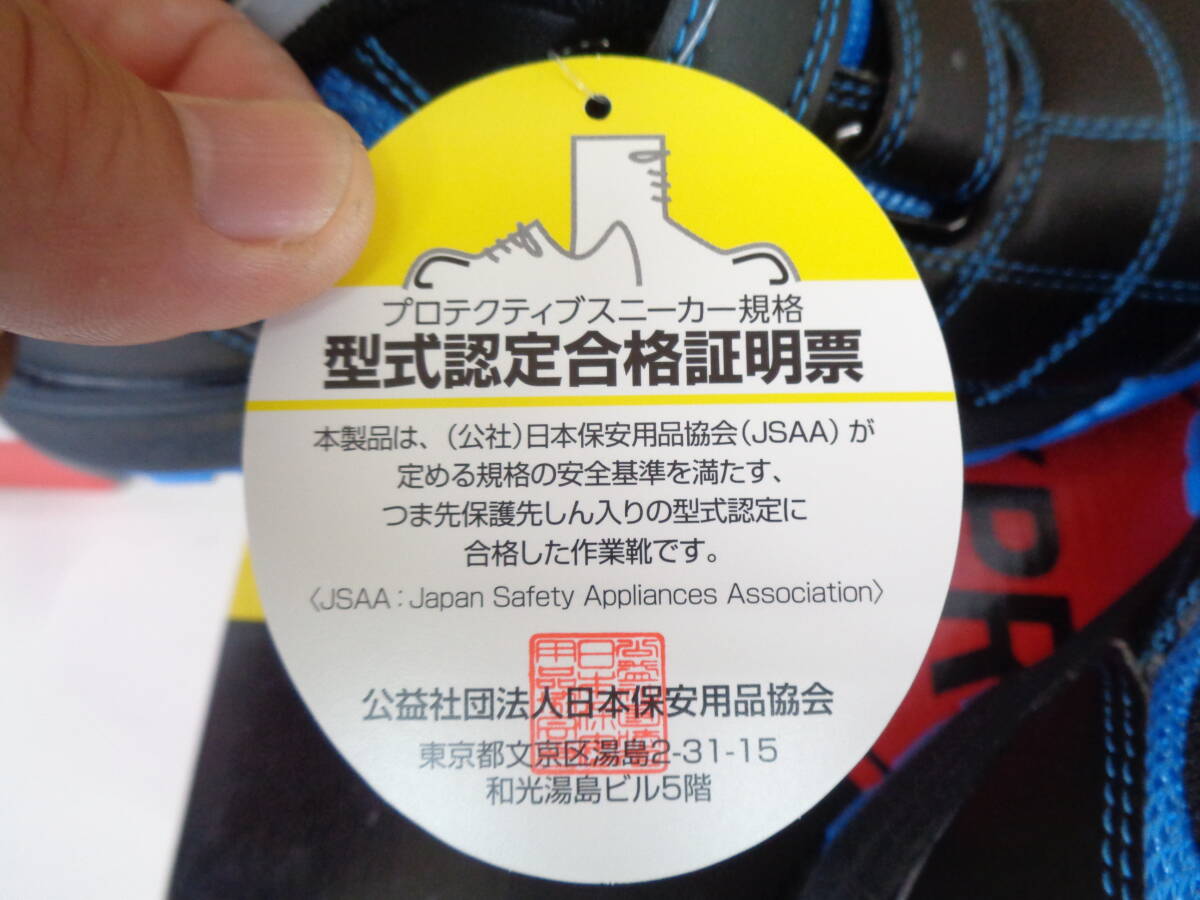 プロテクティブスニーカー規格
型式認定合格証明票
本製品は、(公社)日本保安用品協会(JSAA)が
定める規格の安全基準を満たす、
つま先保護先しん入りの型式認定に
合格した作業靴です。
〈JSAA:Japan Safety Appliances Association〉
公益社団法人日本保安用品協会
東京都文京区湯島2-31-15
和光湯島ビル5階